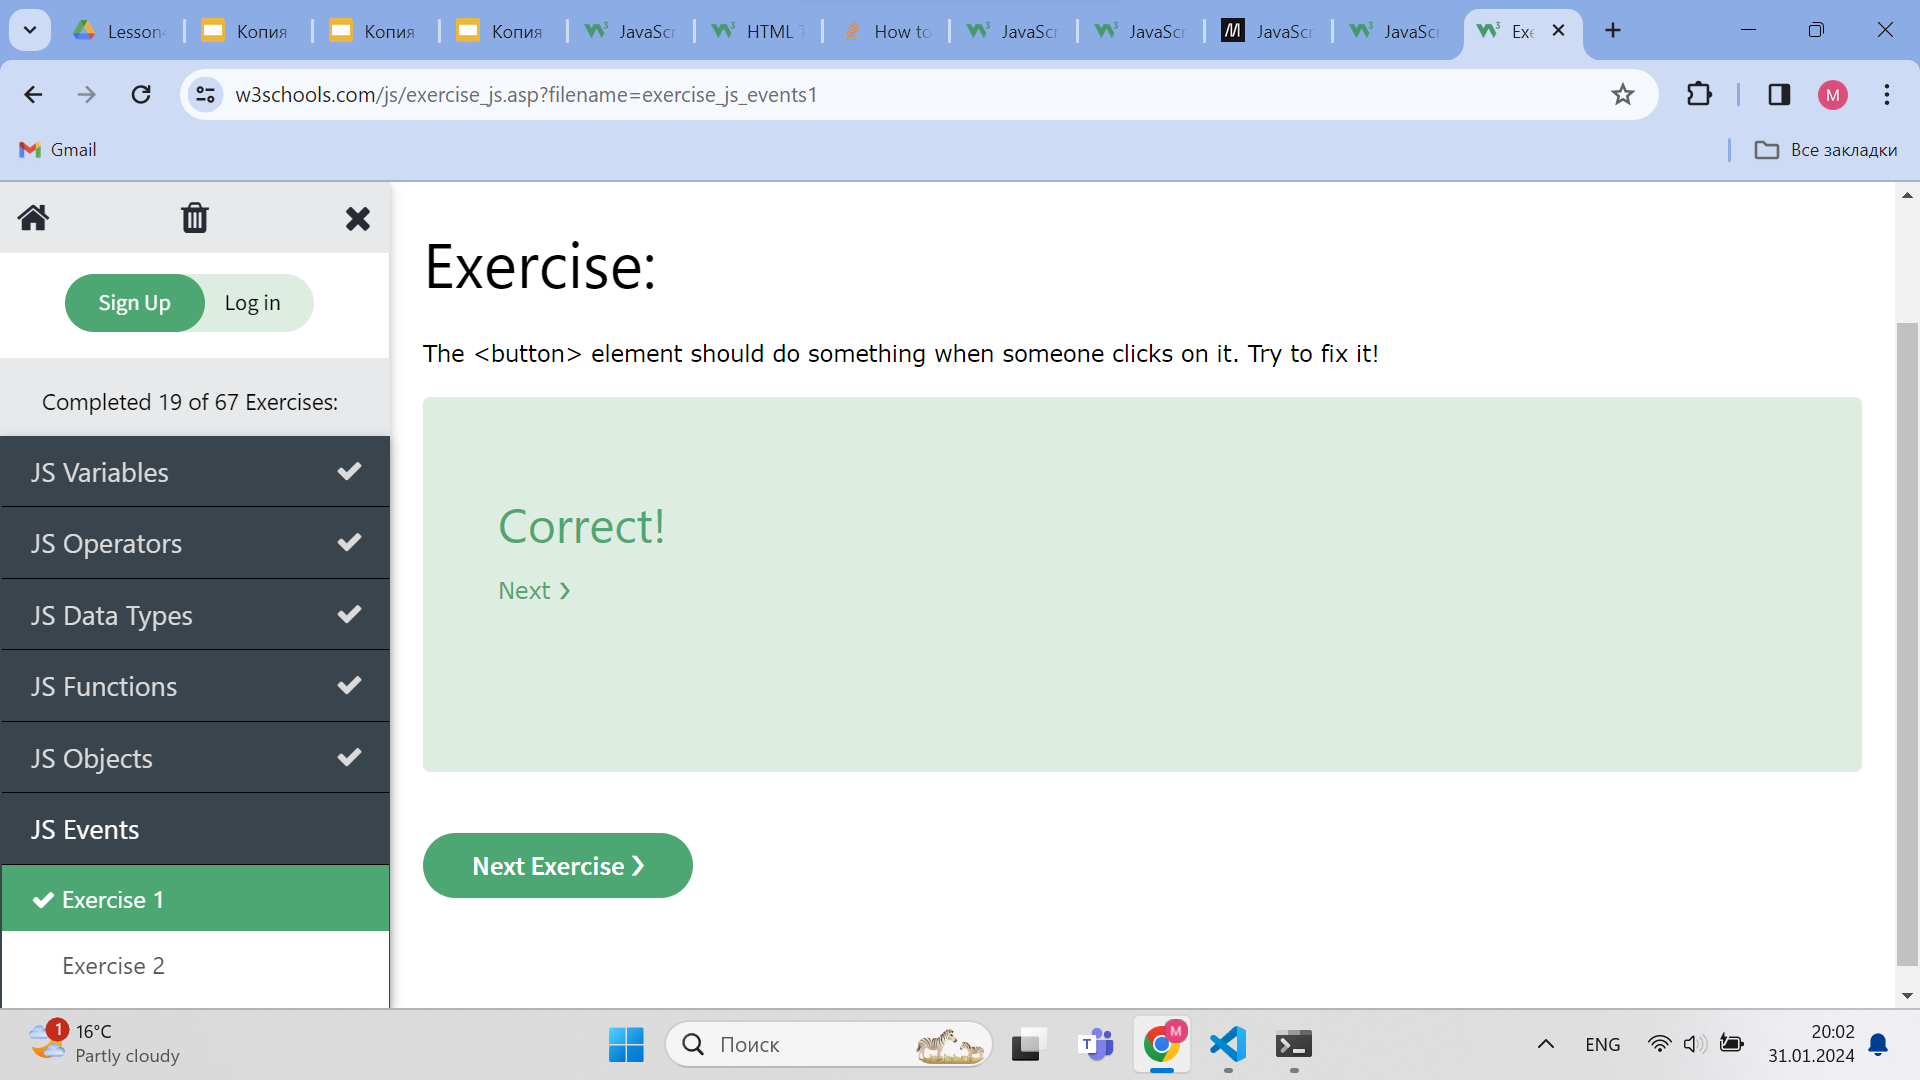 Lesson
Копия
Копия
Копия
JavaScr
HTML
How to
JavaScr
JavaScr
JavaScr
JavaScr
Exe
w3schools.com/js/exercise_js.asp?filename=exercise_js_events1
M
Gmail
Все закладки
Sign Up
Log in
Completed 19 of 67 Exercises:
JS Variables
JS Operators
JS Data Types
JS Functions
JS Objects
JS Events
Exercise 1
Exercise 2
Exercise:
The <button> element should do something when someone clicks on it. Try to fix it!
Correct!
Next ❯
Next Exercise ❯
1
16°C
Partly cloudy
Поиск
T
M
ENG
20:02
31.01.2024